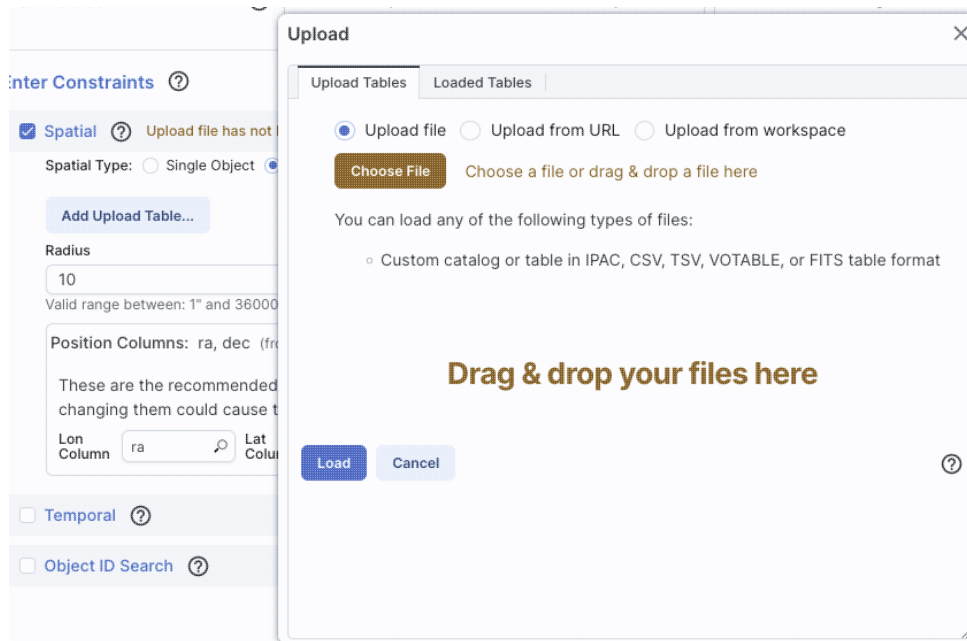 Enter Constraints
Spatial
Upload file has not
Spatial Type: Single Object
Add Upload Table...
Radius
10
Valid range between: 1" and 36000
Position Columns: ra, dec
These are the recommended
changing them could cause
Lon
Column
ra
Lat
Temporal
Object ID Search
Upload
Upload Tables
Loaded Tables
Upload file Upload from URL Upload from workspace
Choose File Choose a file or drag & drop a file here
You can load any of the following types of files:
Custom catalog or table in IPAC, CSV, TSV, VOTABLE, or FITS table format
Drag & drop your files here
Load Cancel